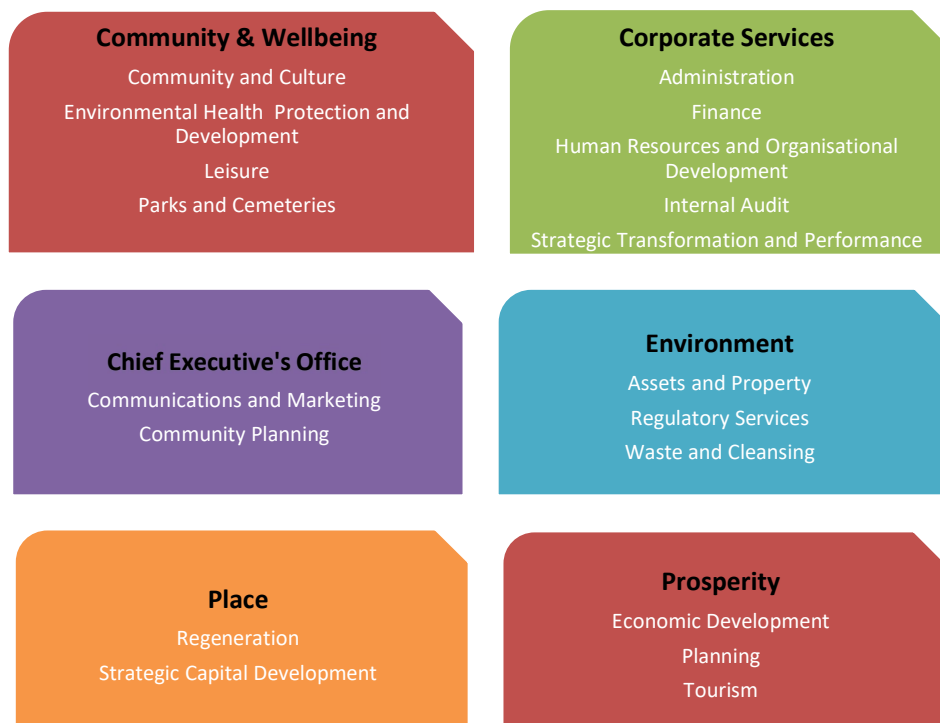 Community & Wellbeing
Community and Culture
Environmental Health  Protection and
Development
Leisure
Parks and Cemeteries
Corporate Services
Administration
Finance
Human Resources and Organisational
Development
Internal Audit
Strategic Transformation and Performance
Chief Executive's Office
Communications and Marketing
Community Planning
Environment
Assets and Property
Regulatory Services
Waste and Cleansing
Place
Regeneration
Strategic Capital Development
Prosperity
Economic Development
Planning
Tourism